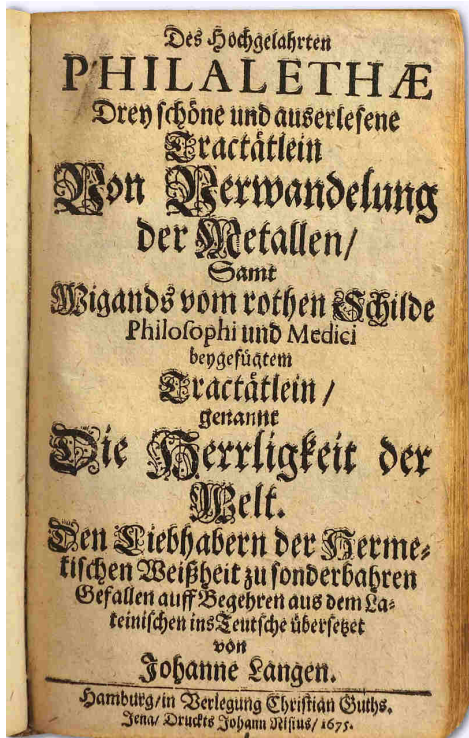 Des Hochgelahrten
PHILALETHÆ
Drey schöne und auserlesene
Tractätlein
Von Verwandelung
der Metallen/
Samt
Wigands vom rothen Schilde
Philosophi und Medici
beygefügtem
Tractätlein /
genannt
Die Herrligkeit der
Welt.
Den Liebhabern der Herme-
tischen Weißheit zu sonderbahren
Gefallen auff Begehren aus dem La-
teinischen ins Teutsche übersetzet
von
Johanne Langen.
Hamburg/in Verlegung Christian Guths.
Jena/ Druckts Johann Nisius/ 1675.